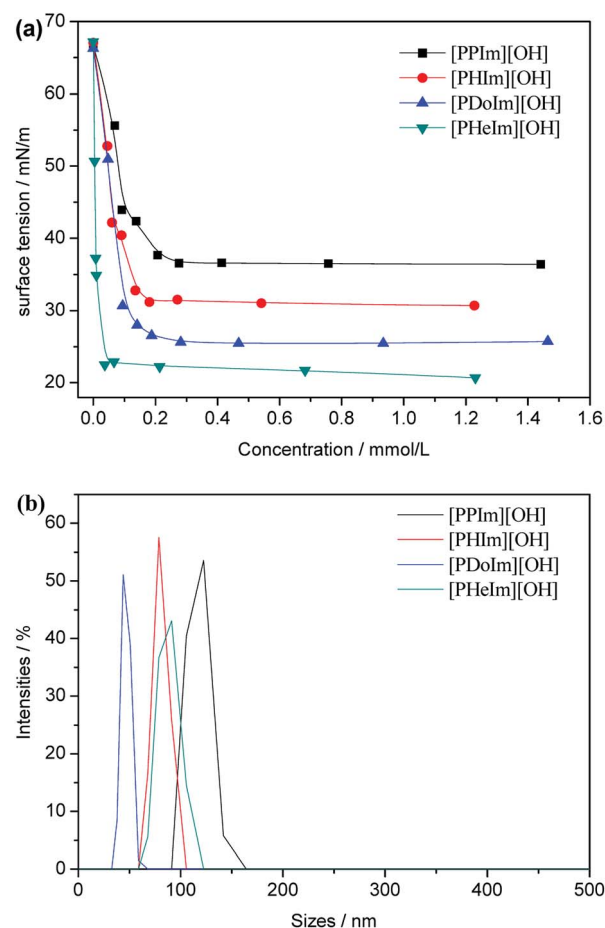 (a)
70
60
50
40
30
20
surface tension / mN/m
[PPIm][OH]
[PHIm][OH]
[PDoIm][OH]
[PHeIm][OH]
0.0 0.2 0.4 0.6 0.8 1.0 1.2 1.4 1.6
Concentration / mmol/L
(b)
60
50
40
30
20
10
0
Intensities / %
[PPIm][OH]
[PHIm][OH]
[PDoIm][OH]
[PHeIm][OH]
0 100 200 300 400 500
Sizes / nm